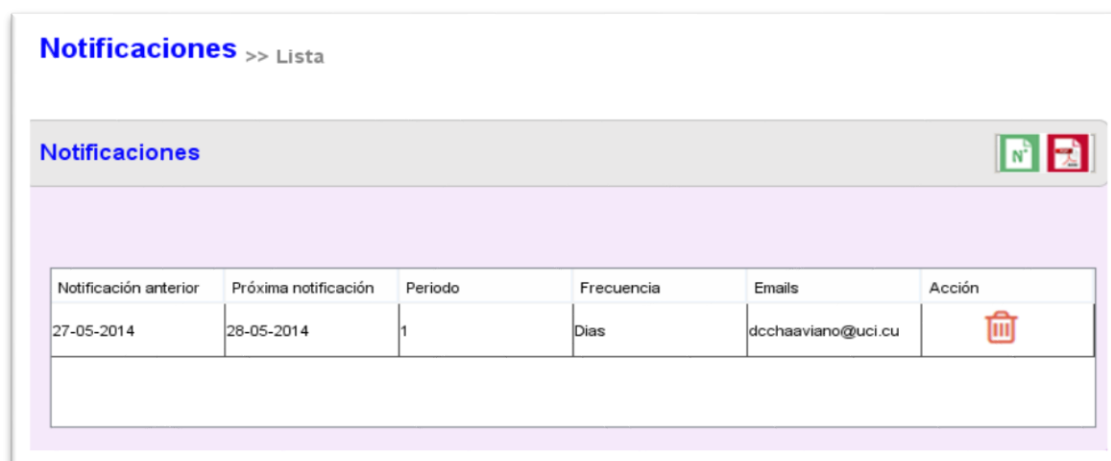 Notificaciones >> Lista
Notificaciones N+ PDF
Notificación anterior Próxima notificación Periodo Frecuencia Emails Acción
27-05-2014 28-05-2014 1 Dias dcchaaviano@uci.cu